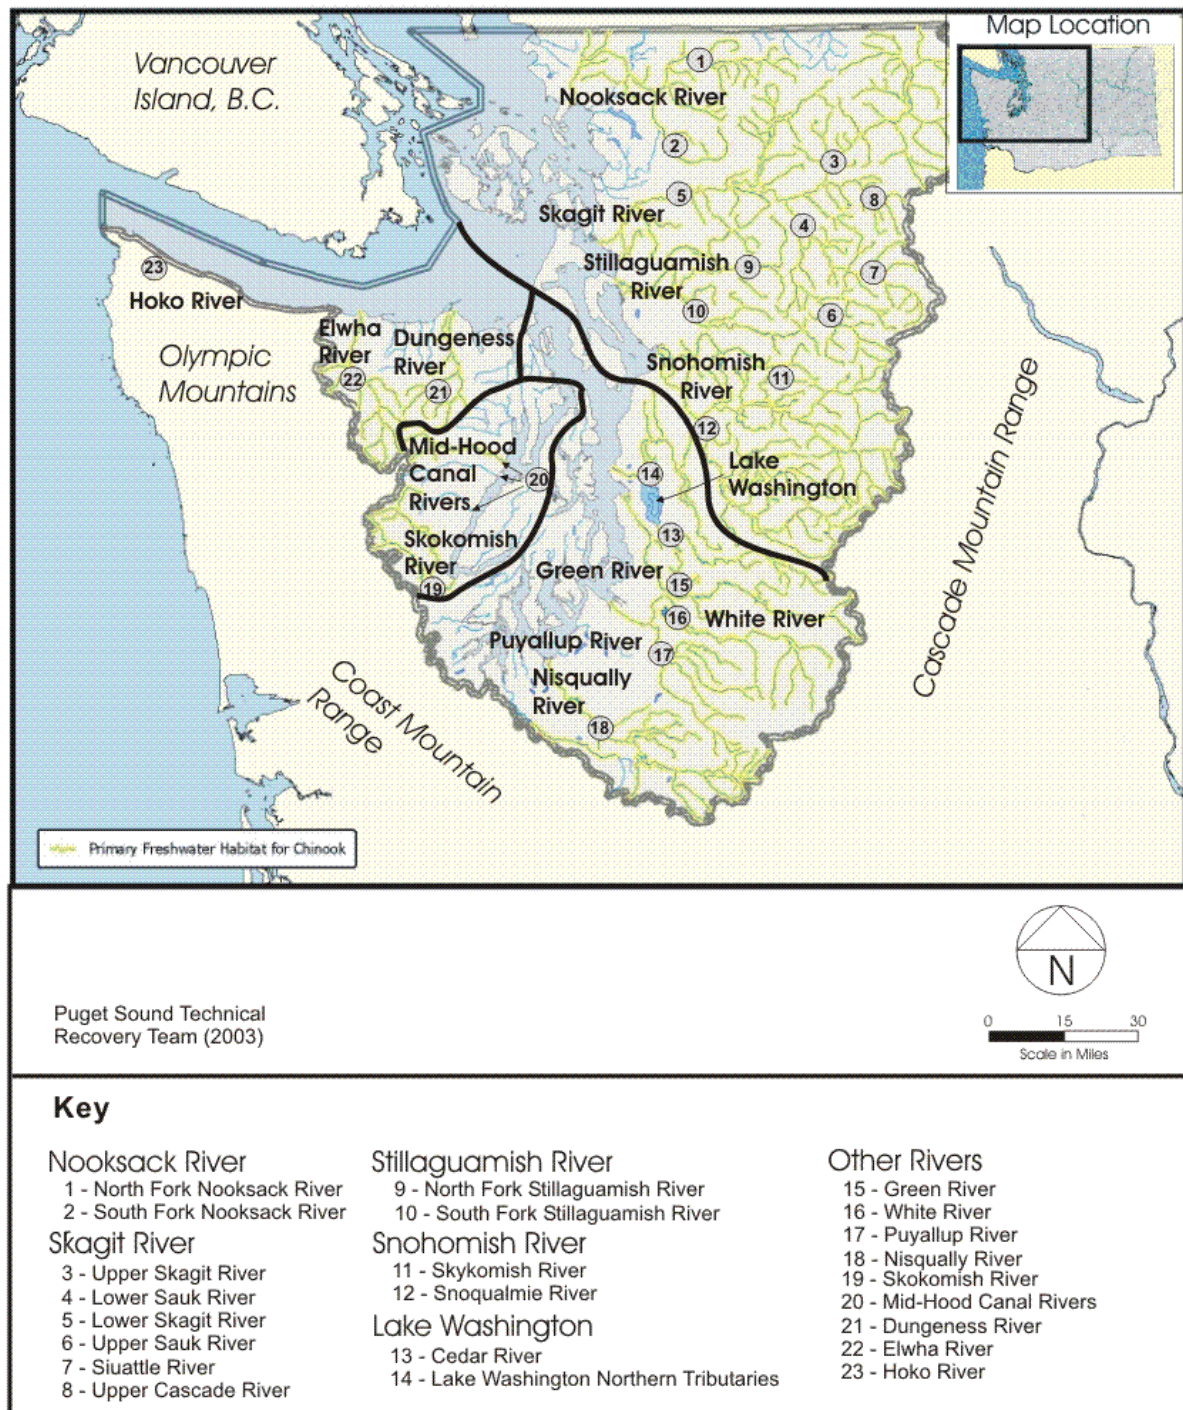 Map Location
Vancouver
Island, B.C.
1
Nooksack River
2
3
5
8
Skagit River
4
23
Hoko River
Stillaguamish
River
9
7
10
6
Elwha
River
Dungeness
River
22
21
Olympic
Mountains
Snohomish
River
11
12
Mid-Hood
Canal
Rivers
20
14
Lake
Washington
Skokomish
River
19
13
Green River
15
16
White River
Puyallup River
17
Nisqually
River
18
Coast Mountain
Range
Cascade Mountain Range
Primary Freshwater Habitat for Chinook
N
Puget Sound Technical
Recovery Team (2003)
0 15 30
Scale in Miles
Key
Nooksack River
1 - North Fork Nooksack River
2 - South Fork Nooksack River
Skagit River
3 - Upper Skagit River
4 - Lower Sauk River
5 - Lower Skagit River
6 - Upper Sauk River
7 - Siuattle River
8 - Upper Cascade River
Stillaguamish River
9 - North Fork Stillaguamish River
10 - South Fork Stillaguamish River
Snohomish River
11 - Skykomish River
12 - Snoqualmie River
Lake Washington
13 - Cedar River
14 - Lake Washington Northern Tributaries
Other Rivers
15 - Green River
16 - White River
17 - Puyallup River
18 - Nisqually River
19 - Skokomish River
20 - Mid-Hood Canal Rivers
21 - Dungeness River
22 - Elwha River
23 - Hoko River